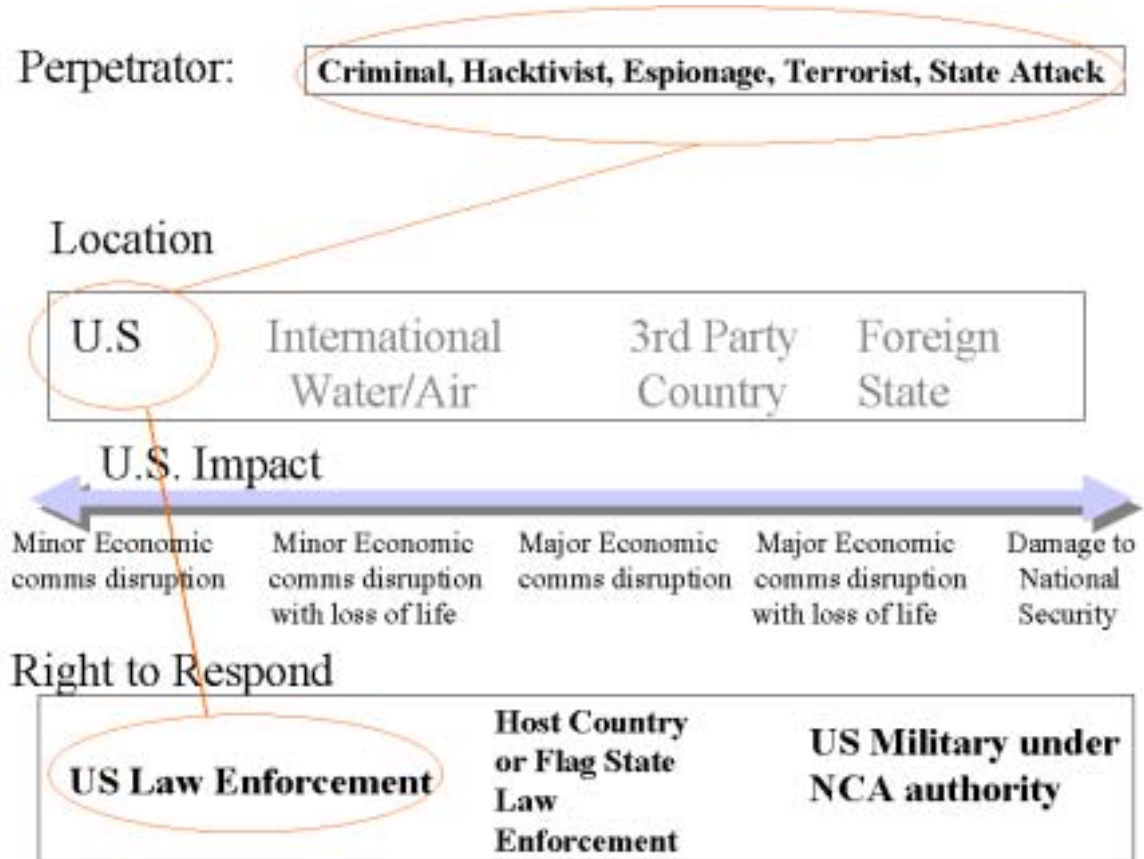 Perpetrator:
Criminal, Hacktivist, Espionage, Terrorist, State Attack
Location
U.S
International
Water/Air
3rd Party
Country
Foreign
State
U.S. Impact
Minor Economic
comms disruption
Minor Economic
comms disruption
with loss of life
Major Economic
comms disruption
Major Economic
comms disruption
with loss of life
Damage to
National
Security
Right to Respond
US Law Enforcement
Host Country
or Flag State
Law
Enforcement
US Military under
NCA authority